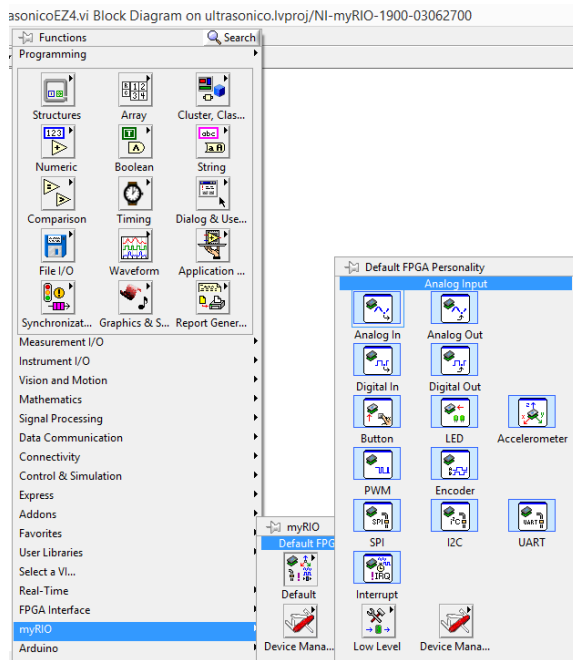 asonicoEZ4.vi Block Diagram on ultrasonico.lvproj/NI-myRIO-1900-03062700
Functions Search
Programming
Structures Array Cluster, Clas...
Numeric Boolean String
Comparison Timing Dialog & Use...
File I/O Waveform Application ...
Synchronizat... Graphics & S... Report Gener...
Measurement I/O
Instrument I/O
Vision and Motion
Mathematics
Signal Processing
Data Communication
Connectivity
Control & Simulation
Express
Addons
Favorites
User Libraries
Select a VI...
Real-Time
FPGA Interface
myRIO
Arduino
myRIO
Default FPG
Default
Device Mana...
Default FPGA Personality
Analog Input
Analog In Analog Out
Digital In Digital Out
Button LED Accelerometer
PWM Encoder
SPI I2C UART
Interrupt
Low Level Device Mana...